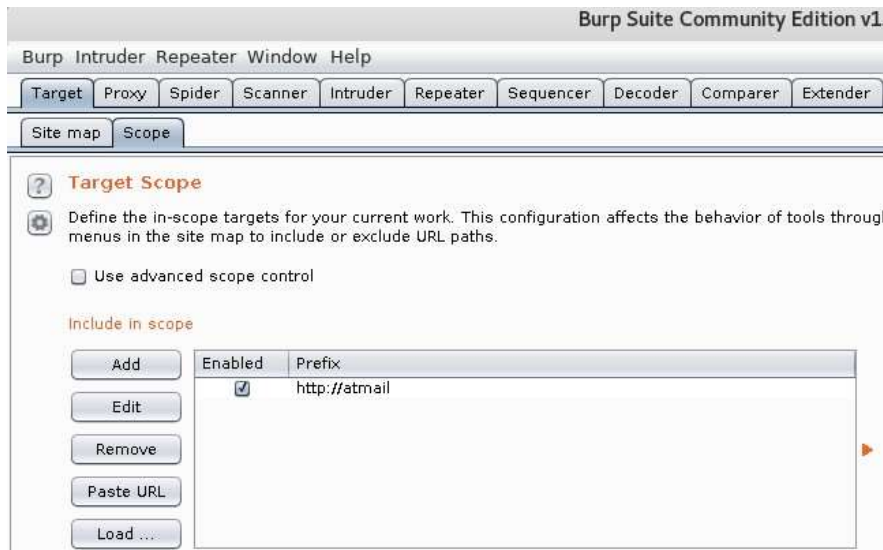 Burp Suite Community Edition v1
Burp Intruder Repeater Window Help
Target Proxy Spider Scanner Intruder Repeater Sequencer Decoder Comparer Extender
Site map Scope
? Target Scope
Define the in-scope targets for your current work. This configuration affects the behavior of tools throug
menus in the site map to include or exclude URL paths.
Use advanced scope control
Include in scope
Add Enabled Prefix
http://atmail
Edit
Remove
Paste URL
Load ...